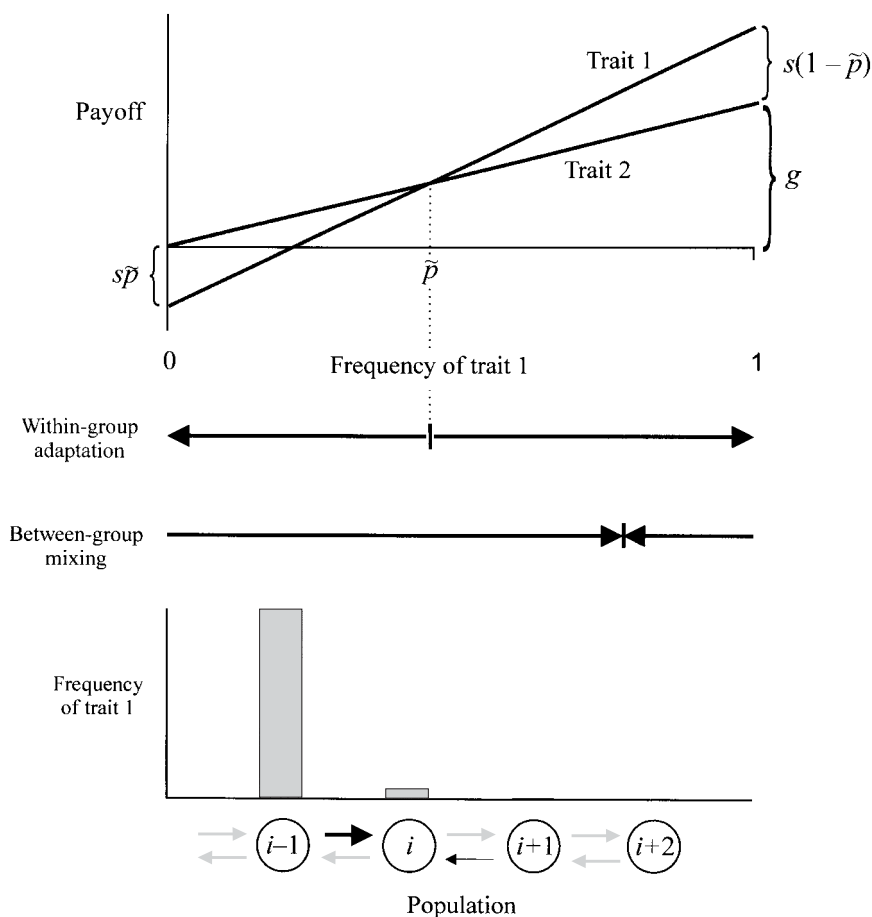 Trait 1
s(1 – p̃)
Payoff
Trait 2
g
sp̃
p̃
0
Frequency of trait 1
1
Within-group
adaptation
Between-group
mixing
Frequency
of trait 1
i–1
i
i+1
i+2
Population